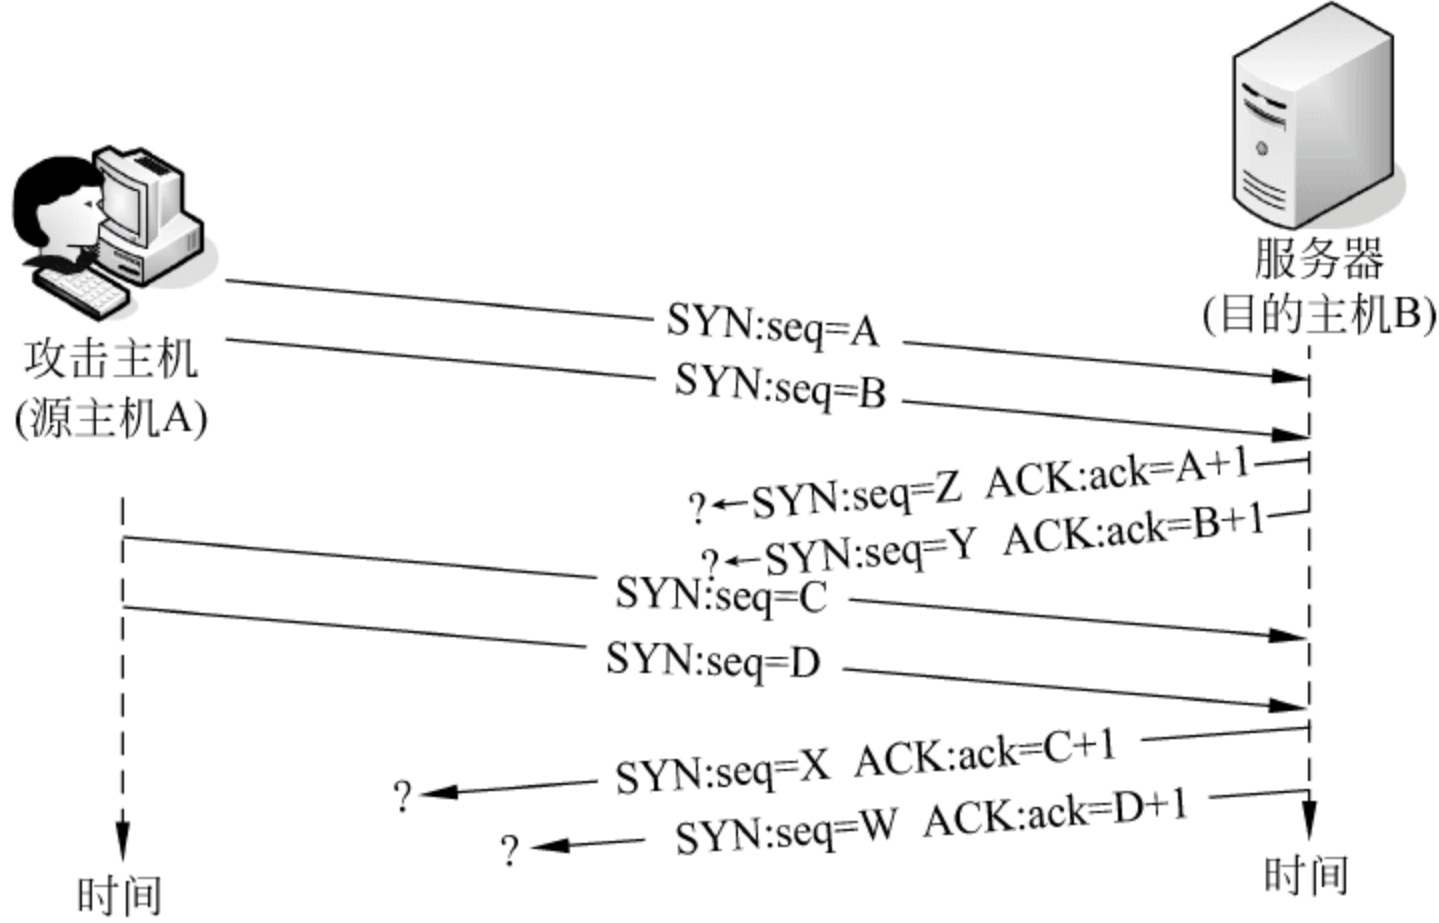 服务器
(目的主机B)
攻击主机
(源主机A)
SYN:seq=A
SYN:seq=B
?←SYN:seq=Z ACK:ack=A+1
?←SYN:seq=Y ACK:ack=B+1
SYN:seq=C
SYN:seq=D
? SYN:seq=X ACK:ack=C+1
? SYN:seq=W ACK:ack=D+1
时间
时间